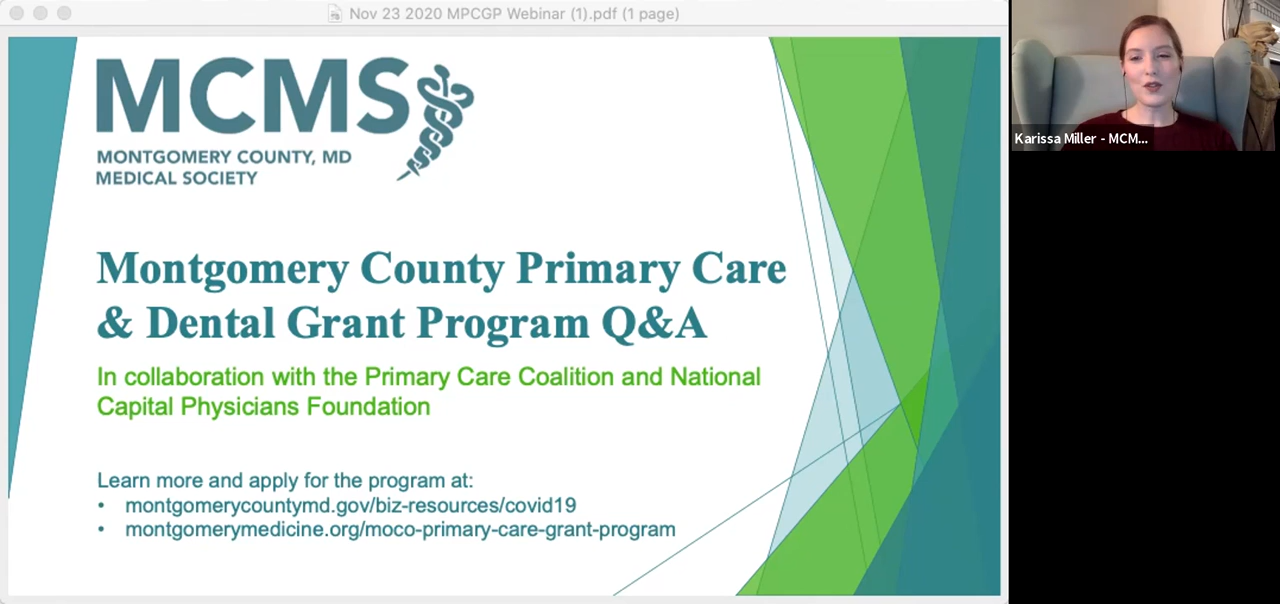 Nov 23 2020 MPCGP Webinar (1).pdf (1 page)
MCMS
MONTGOMERY COUNTY, MD
MEDICAL SOCIETY
Montgomery County Primary Care
& Dental Grant Program Q&A
In collaboration with the Primary Care Coalition and National
Capital Physicians Foundation
Learn more and apply for the program at:
• montgomerycountymd.gov/biz-resources/covid19
• montgomerymedicine.org/moco-primary-care-grant-program
Karissa Miller - MCM...